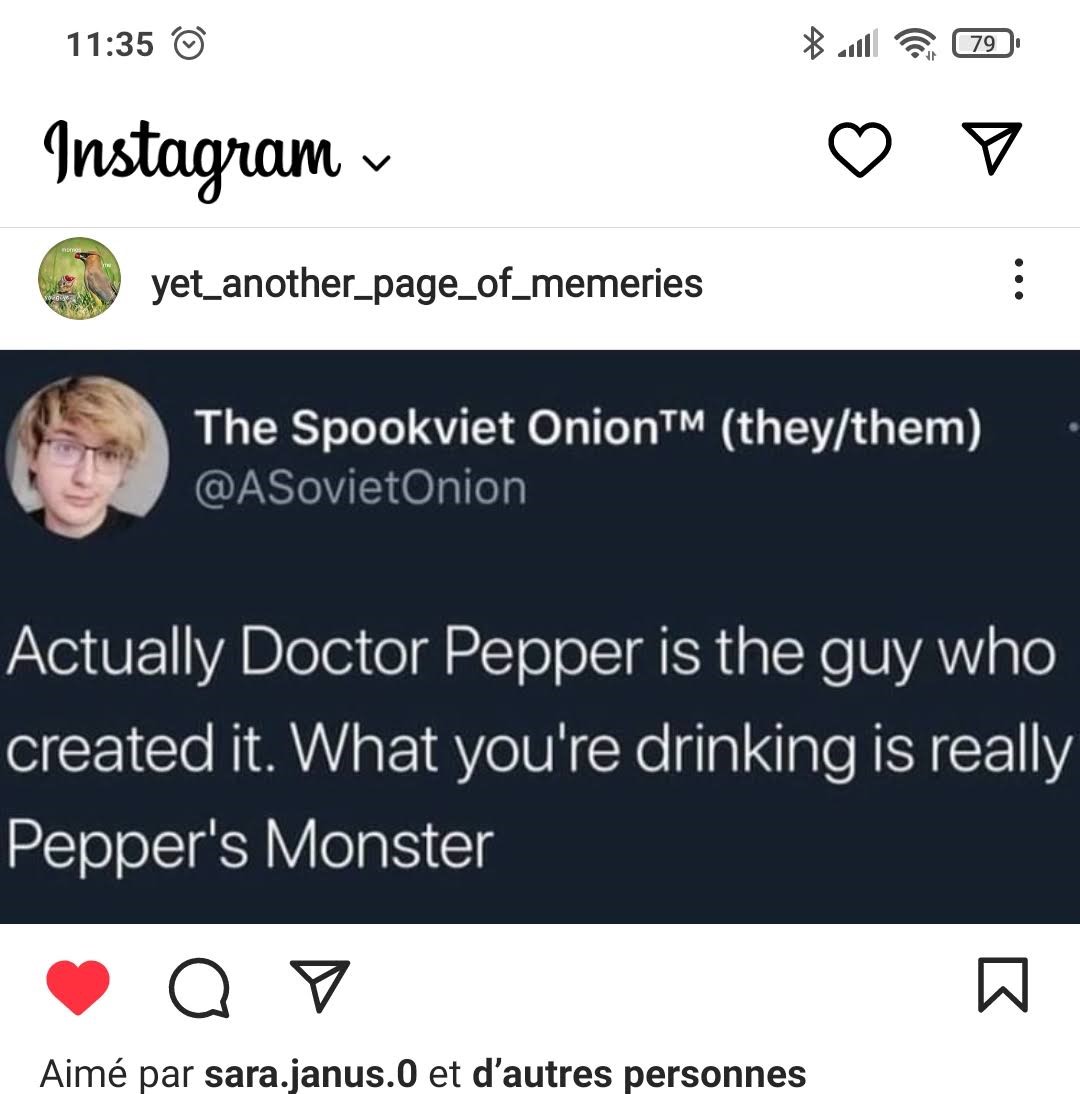 11:35 79
Instagram
yet_another_page_of_memeries
The Spookviet Onion™ (they/them)
@ASovietOnion
Actually Doctor Pepper is the guy who
created it. What you're drinking is really
Pepper's Monster
Aimé par sara.janus.0 et d’autres personnes